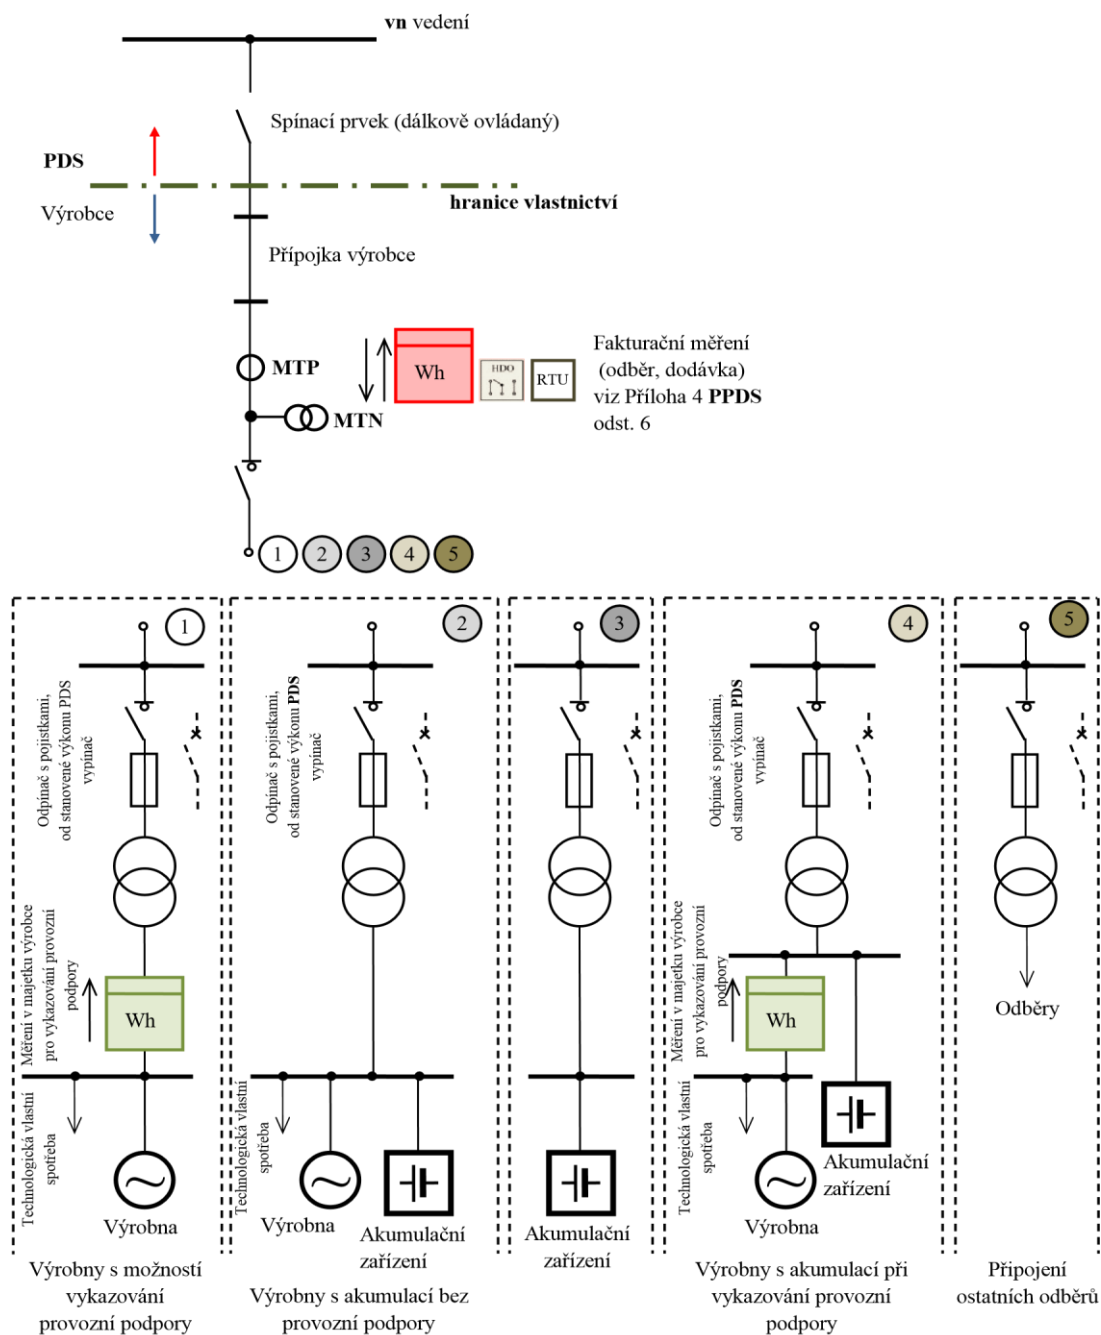 vn vedení
Spínací prvek (dálkově ovládaný)
PDS
hranice vlastnictví
Výrobce
Přípojka výrobce
MTP
Wh
HDO
RTU
MTN
Fakturační měření
(odběr, dodávka)
viz Příloha 4 PPDS
odst. 6
1 2 3 4 5
1
Odpínač s pojistkami,
od stanovené výkonu PDS
vypínač
Měření v majetku výrobce
pro vykazování provozní
podpory
Wh
Technologická vlastní
spotřeba
Výrobna
Výrobny s možností
vykazování
provozní podpory
2
Odpínač s pojistkami,
od stanovené výkonu PDS
vypínač
Technologická vlastní
spotřeba
Výrobna
Akumulační
zařízení
Výrobny s akumulací bez
provozní podpory
3
Akumulační
zařízení
4
Odpínač s pojistkami,
od stanovené výkonu PDS
vypínač
Měření v majetku výrobce
pro vykazování provozní
podpory
Wh
Technologická vlastní
spotřeba
Akumulační
zařízení
Výrobna
Výrobny s akumulací při
vykazování provozní
podpory
5
Odběry
Připojení
ostatních odběrů